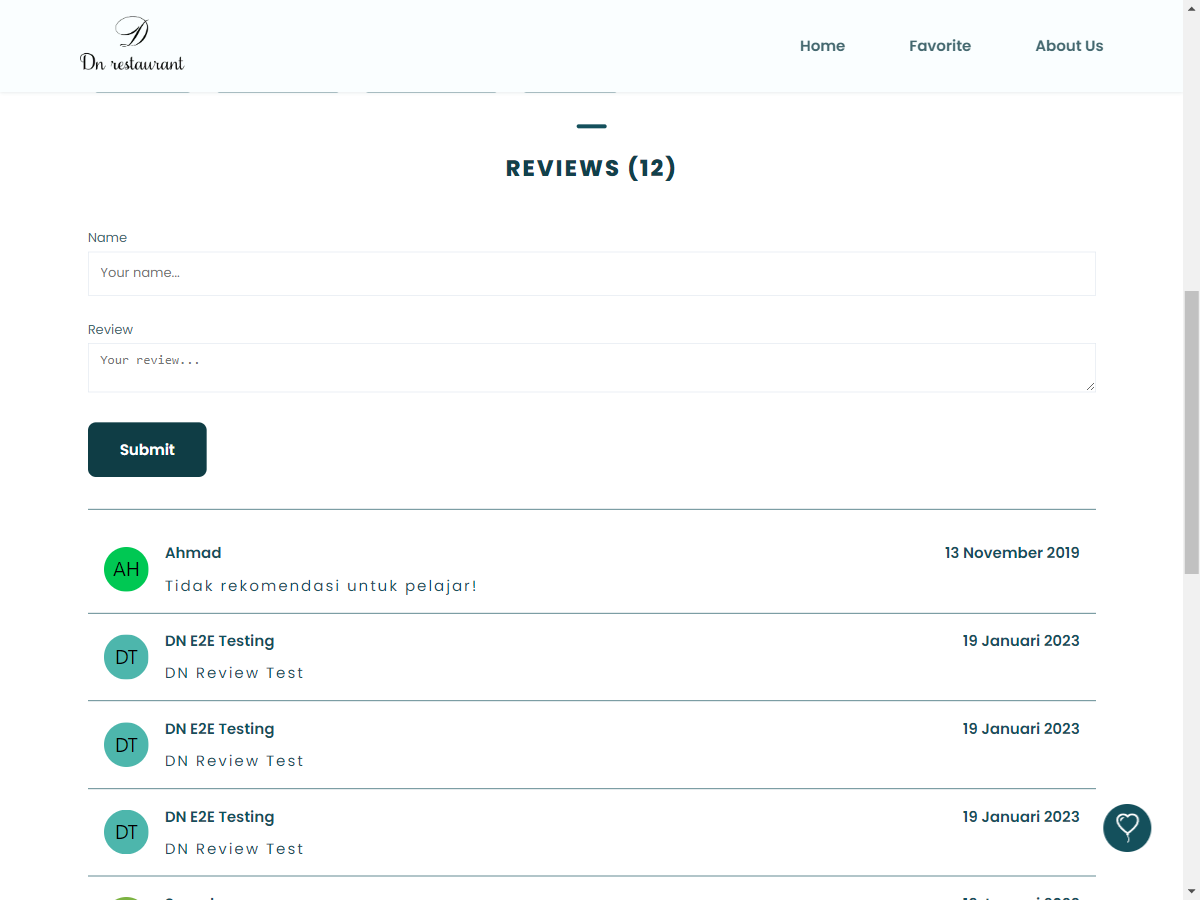 D
Dn restaurant
Home
Favorite
About Us
REVIEWS (12)
Name
Your name...
Review
Your review...
Submit
AH
Ahmad
13 November 2019
Tidak rekomendasi untuk pelajar!
DT
DN E2E Testing
19 Januari 2023
DN Review Test
DT
DN E2E Testing
19 Januari 2023
DN Review Test
DT
DN E2E Testing
19 Januari 2023
DN Review Test